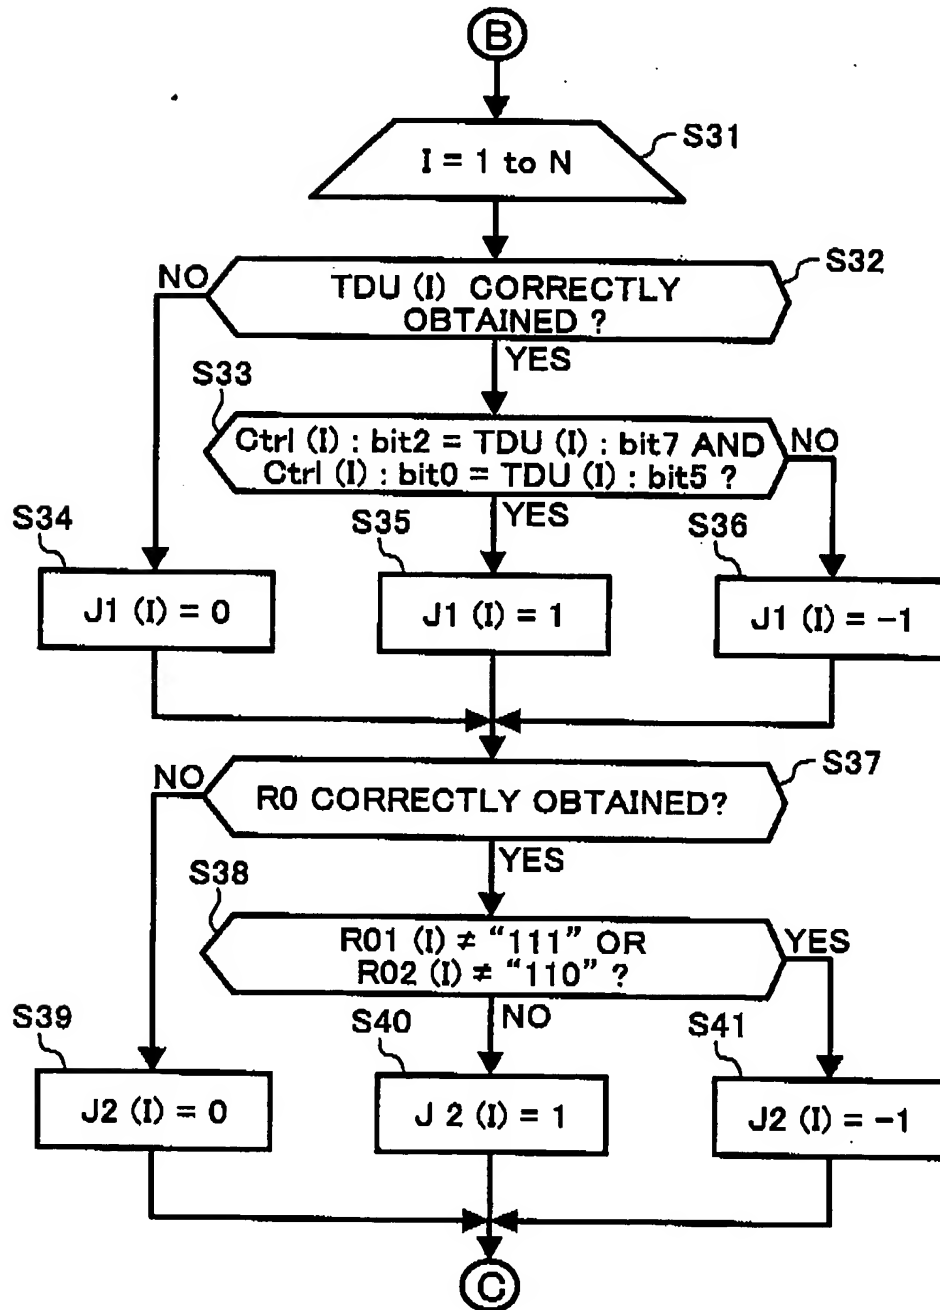 B
S31
I = 1 to N
S32
NO
TDU (I) CORRECTLY
OBTAINED ?
YES
S33
Ctrl (I) : bit2 = TDU (I) : bit7 AND
Ctrl (I) : bit0 = TDU (I) : bit5 ?
NO
YES
S34
S35
S36
J1 (I) = 0
J1 (I) = 1
J1 (I) = -1
S37
NO
R0 CORRECTLY OBTAINED?
YES
S38
R01 (I) ≠ “111” OR
R02 (I) ≠ “110” ?
YES
NO
S39
S40
S41
J2 (I) = 0
J 2 (I) = 1
J2 (I) = -1
C